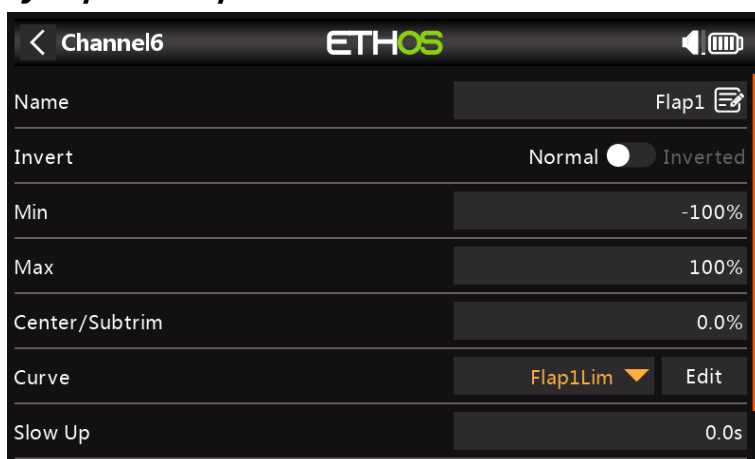 Channel6 ETHOS
Name Flap1
Invert Normal Inverted
Min -100%
Max 100%
Center/Subtrim 0.0%
Curve Flap1Lim Edit
Slow Up 0.0s